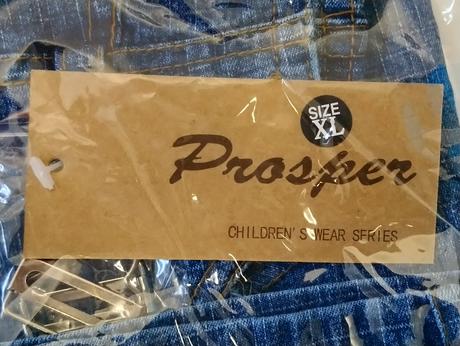 SIZE
XL
Prosper
CHILDREN'S WEAR SERIES